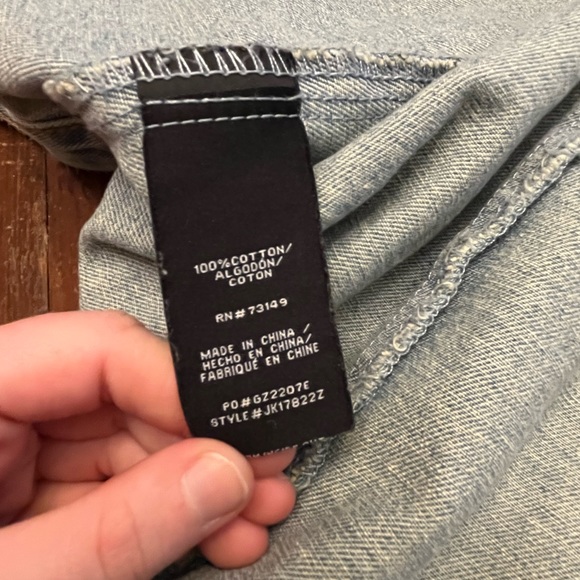 100%COTTON/
ALGODÓN/
COTON
RN#73149
MADE IN CHINA/
HECHO EN CHINA/
FABRIQUÉ EN CHINE
PO#GZ2207E
STYLE#JK17822Z